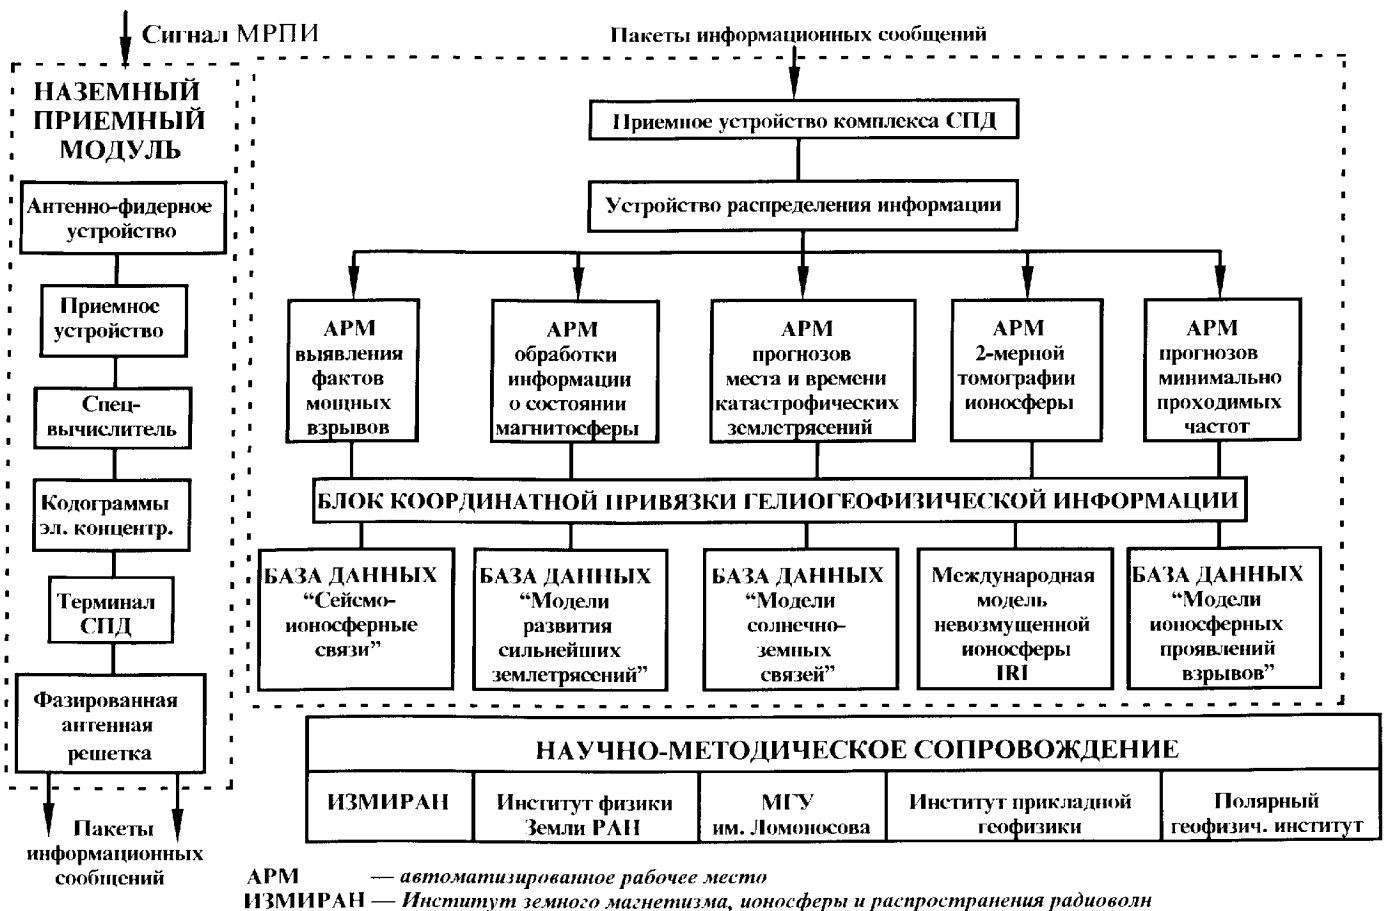 Сигнал МРПИ
НАЗЕМНЫЙ
ПРИЕМНЫЙ
МОДУЛЬ
Антенно-фидерное
устройство
Приемное
устройство
Спец-
вычислитель
Кодограммы
эл. концентр.
Терминал
СПД
Фазированная
антенная
решетка
Пакеты
информационных
сообщений
Пакеты информационных сообщений
Приемное устройство комплекса СПД
Устройство распределения информации
АРМ
выявления
фактов
мощных
взрывов
АРМ
обработки
информации
о состоянии
магнитосферы
АРМ
прогнозов
места и времени
катастрофических
землетрясений
АРМ
2-мерной
томографии
ионосферы
АРМ
прогнозов
минимально
проходимых
частот
БЛОК КООРДИНАТНОЙ ПРИВЯЗКИ ГЕЛИОГЕОФИЗИЧЕСКОЙ ИНФОРМАЦИИ
БАЗА ДАННЫХ
“Сейсмо-
ионосферные
связи”
БАЗА ДАННЫХ
“Модели
развития
сильнейших
землетрясений”
БАЗА ДАННЫХ
“Модели
солнечно-
земных
связей”
Международная
модель
невозмущенной
ионосферы
IRI
БАЗА ДАННЫХ
“Модели
ионосферных
проявлений
взрывов”
НАУЧНО-МЕТОДИЧЕСКОЕ СОПРОВОЖДЕНИЕ
ИЗМИРАН
Институт физики
Земли РАН
МГУ
им. Ломоносова
Институт прикладной
геофизики
Полярный
геофизич. институт
АРМ — автоматизированное рабочее место
ИЗМИРАН — Институт земного магнетизма, ионосферы и распространения радиоволн